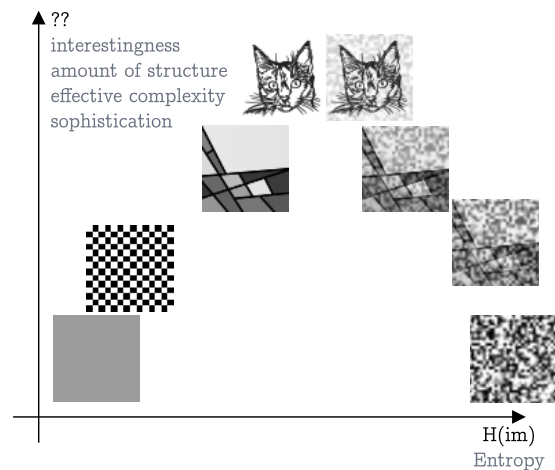 ??
interestingness
amount of structure
effective complexity
sophistication
H(im)
Entropy